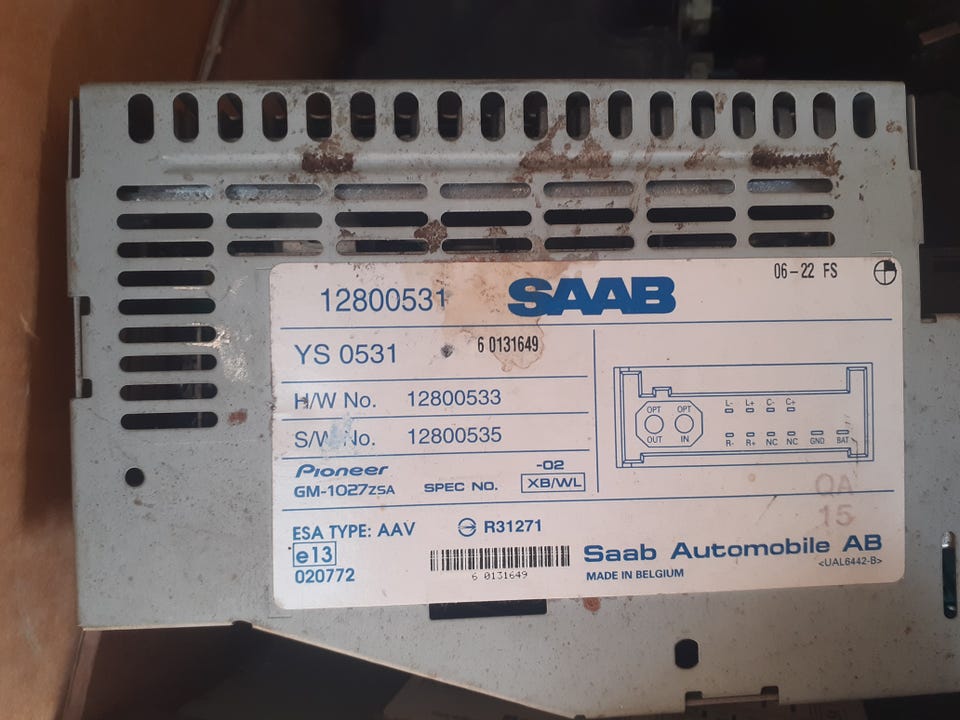 12800531 SAAB 06-22 FS
YS 0531 6 0131649
H/W No. 12800533
S/W No. 12800535
Pioneer
GM-1027ZSA SPEC NO. -02 XB/WL
L- L+ C- C+
OPT OPT
OUT IN
R- R+ NC NC GND BAT
QA
15
ESA TYPE: AAV R31271
e13
020772
6 0131649
Saab Automobile AB
MADE IN BELGIUM <UAL6442-B>